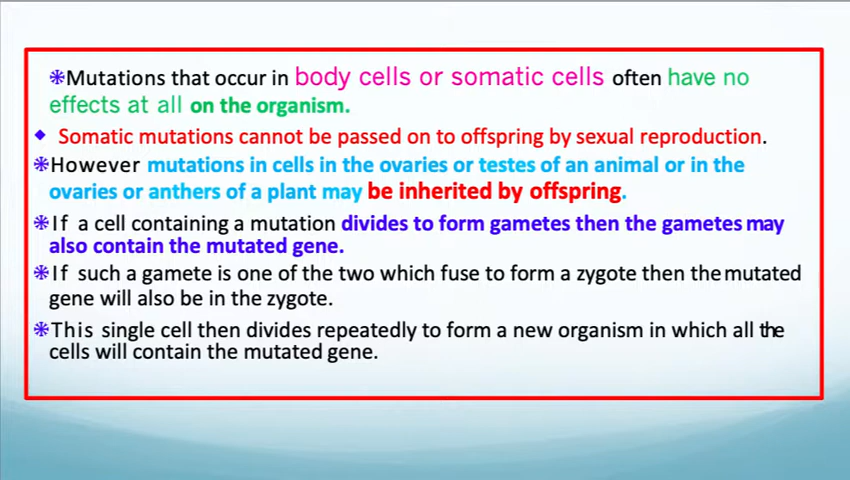 Mutations that occur in body cells or somatic cells often have no
effects at all on the organism.
Somatic mutations cannot be passed on to offspring by sexual reproduction.
However mutations in cells in the ovaries or testes of an animal or in the
ovaries or anthers of a plant may be inherited by offspring.
If a cell containing a mutation divides to form gametes then the gametes may
also contain the mutated gene.
If such a gamete is one of the two which fuse to form a zygote then the mutated
gene will also be in the zygote.
This single cell then divides repeatedly to form a new organism in which all the
cells will contain the mutated gene.